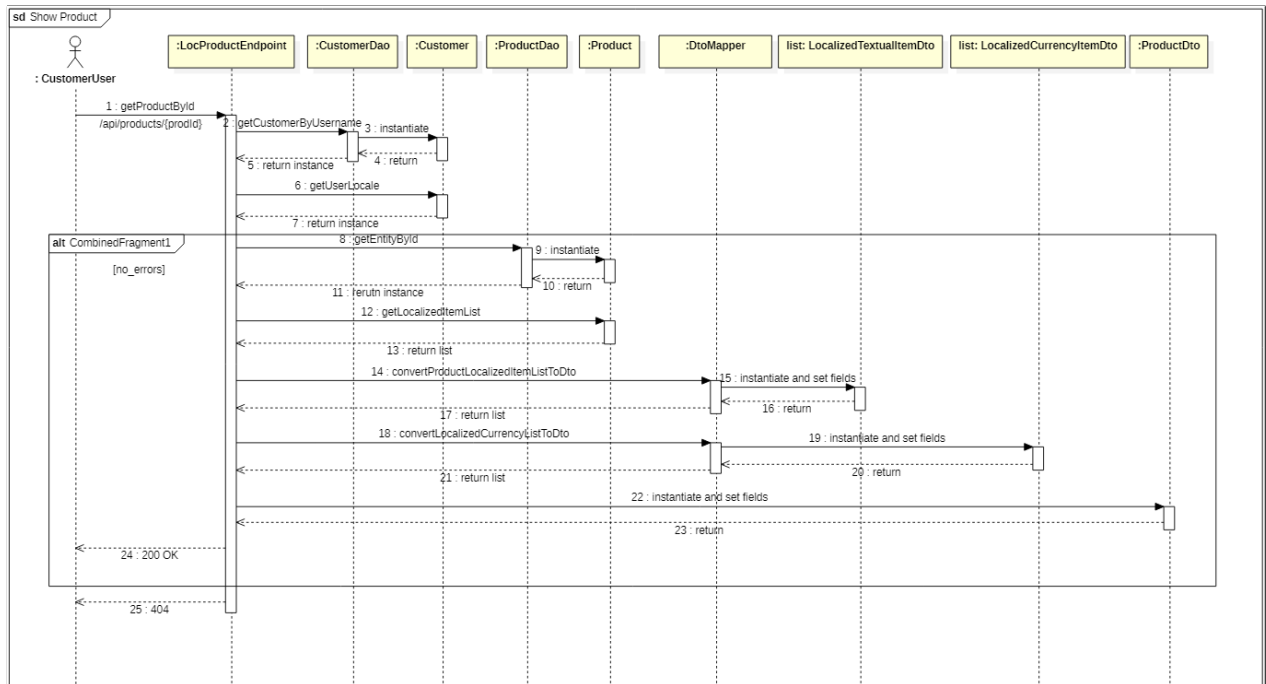 sd Show Product
: CustomerUser
:LocProductEndpoint
:CustomerDao
:Customer
:ProductDao
:Product
:DtoMapper
list: LocalizedTextualItemDto
list: LocalizedCurrencyItemDto
:ProductDto
1 : getProductById
/api/products/{prodId}
2 : getCustomerByUsername
3 : instantiate
4 : return
5 : return instance
6 : getUserLocale
7 : return instance
alt CombinedFragment1
[no_errors]
8 : getEntityById
9 : instantiate
10 : return
11 : rerutn instance
12 : getLocalizedItemList
13 : return list
14 : convertProductLocalizedItemListToDto
15 : instantiate and set fields
16 : return
17 : return list
18 : convertLocalizedCurrencyListToDto
19 : instantiate and set fields
20 : return
21 : return list
22 : instantiate and set fields
23 : return
24 : 200 OK
25 : 404